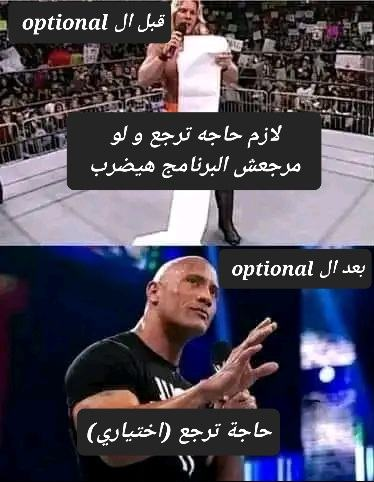 قبل ال optional
لازم حاجه ترجع و لو
مرجعش البرنامج هيضرب
بعد ال optional
حاجة ترجع (اختياري)